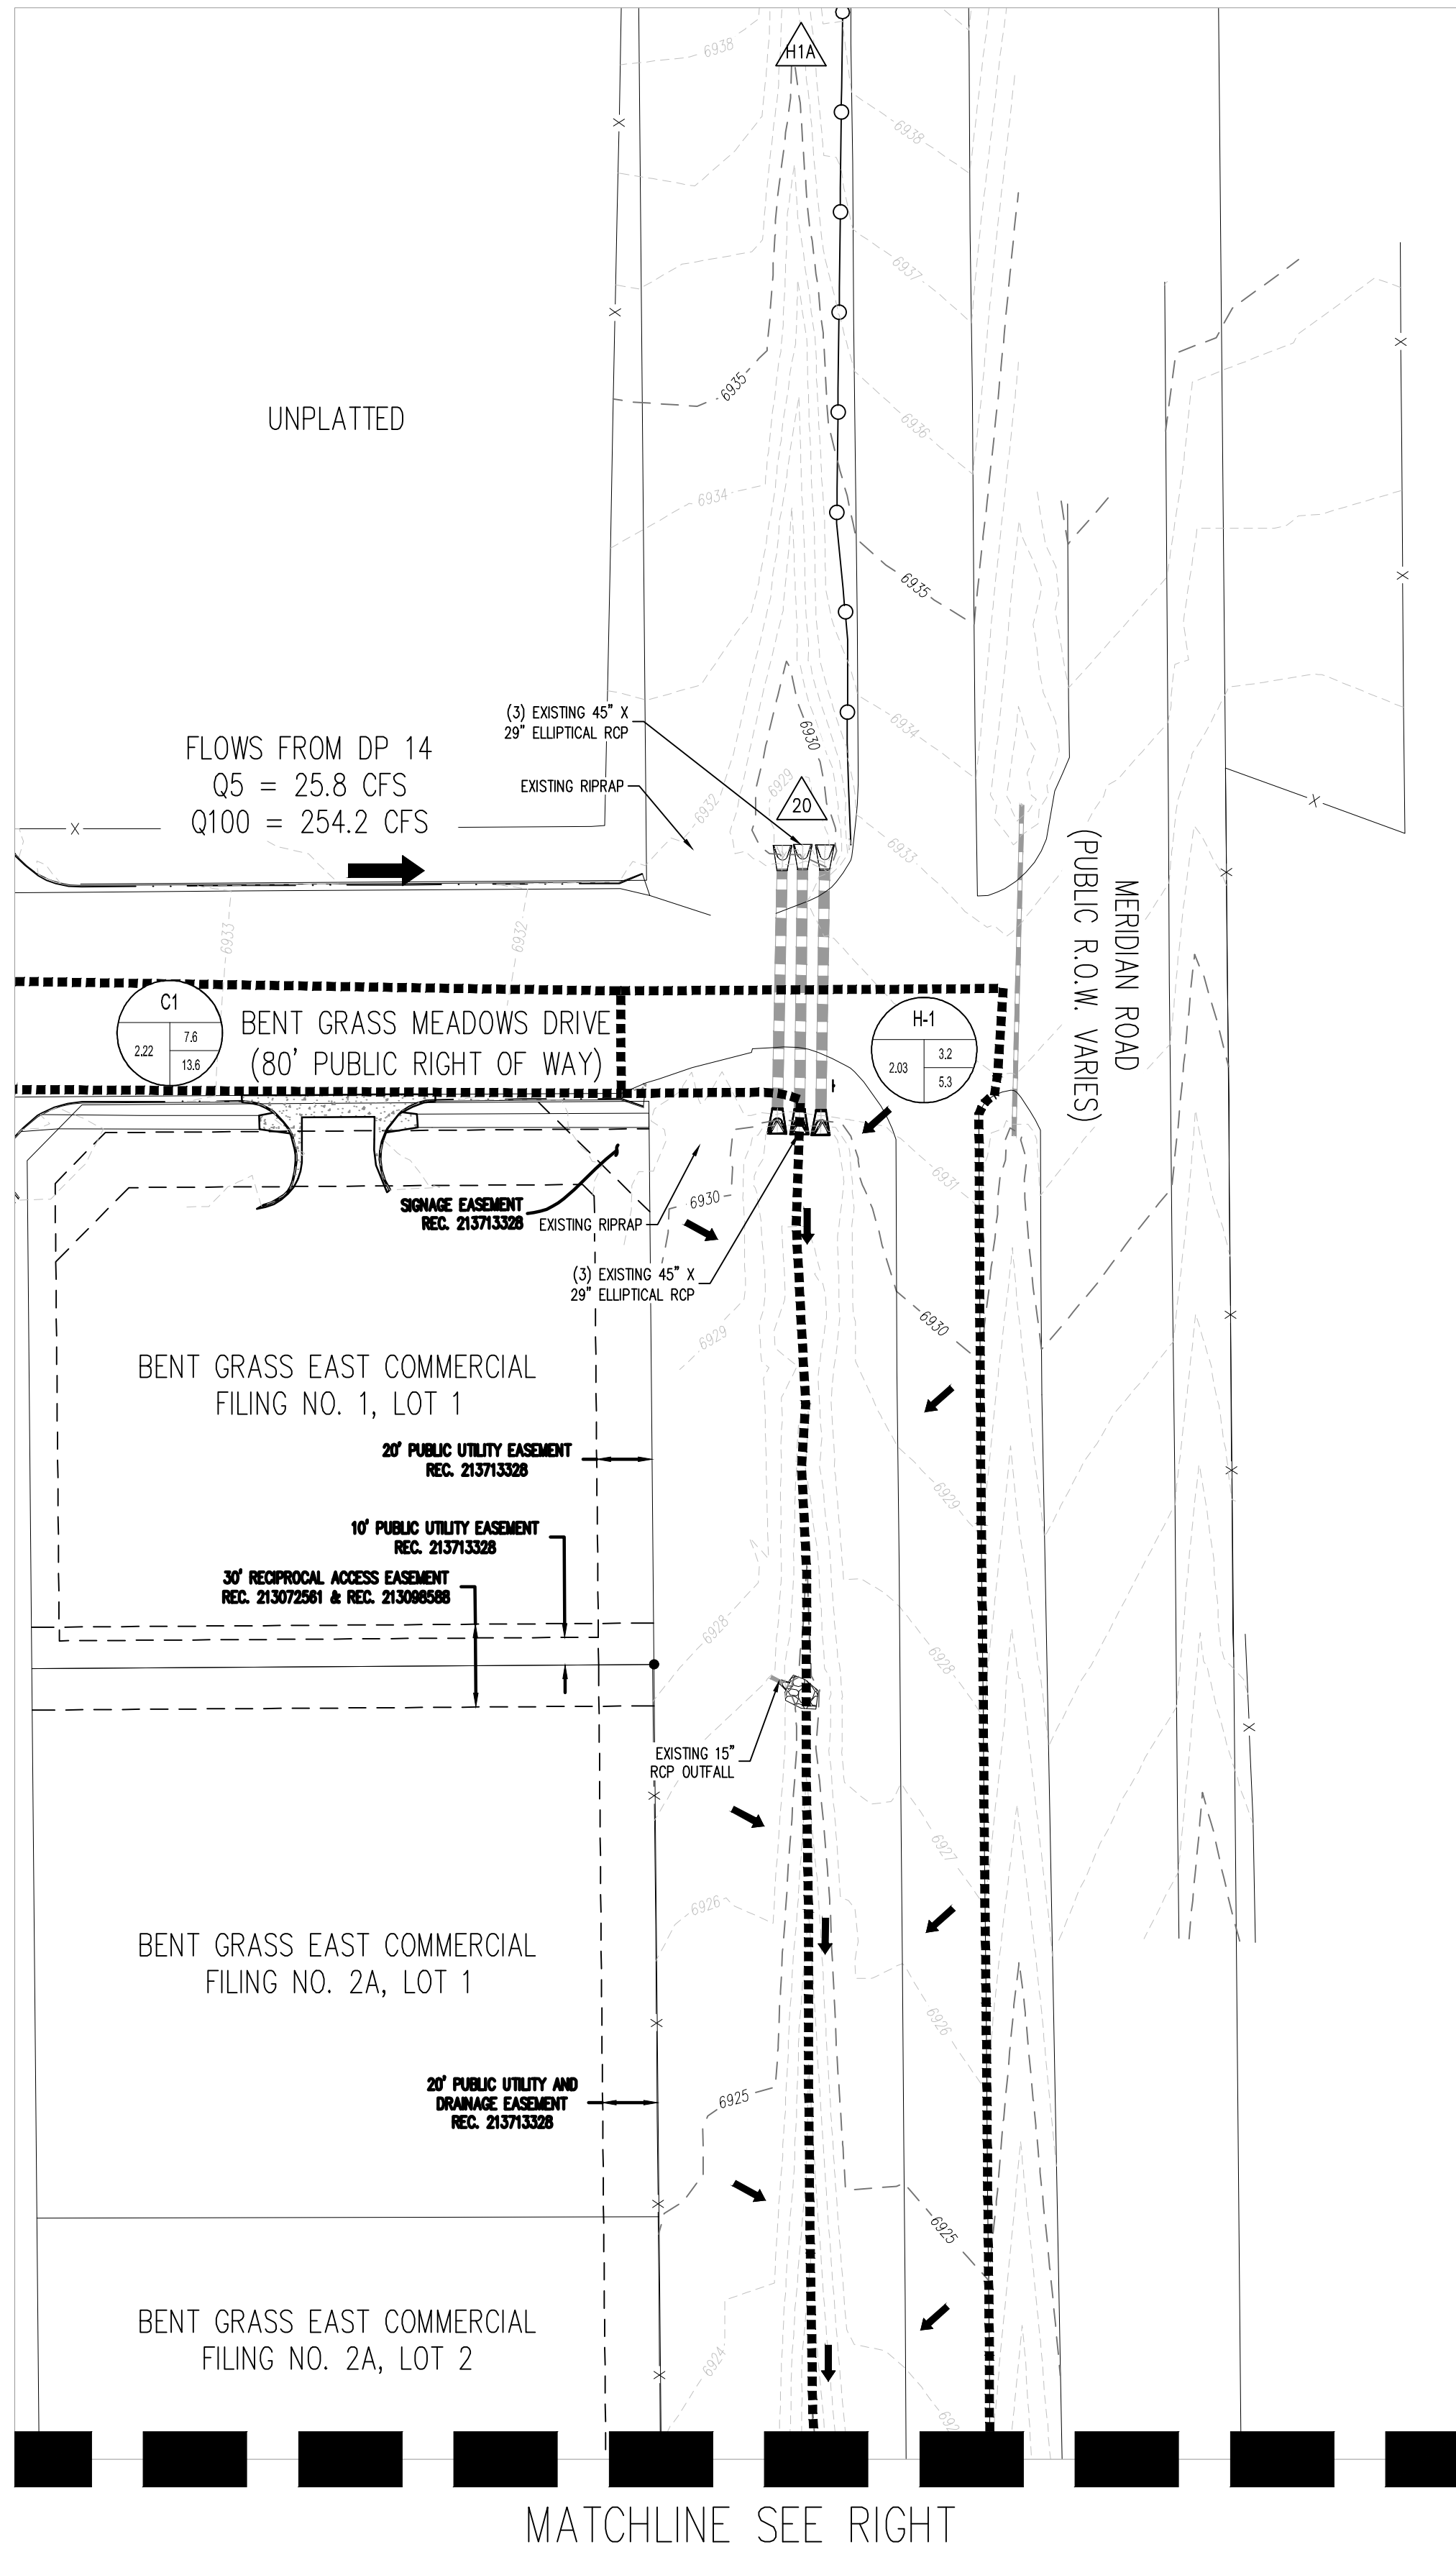 6938
H1A
6938
6937
6935
UNPLATTED
6936
6934
6935
(3) EXISTING 45" X
29" ELLIPTICAL RCP
6930
6934
FLOWS FROM DP 14
Q5 = 25.8 CFS
Q100 = 254.2 CFS
EXISTING RIPRAP
6929
20
6932
6933
MERIDIAN ROAD
(PUBLIC R.O.W. VARIES)
6933
6932
C1
2.22
7.6
13.6
BENT GRASS MEADOWS DRIVE
(80' PUBLIC RIGHT OF WAY)
H-1
2.03
3.2
5.3
6931
SIGNAGE EASEMENT
REC. 213713328
6930
EXISTING RIPRAP
(3) EXISTING 45" X
29" ELLIPTICAL RCP
6929
6930
BENT GRASS EAST COMMERCIAL
FILING NO. 1, LOT 1
20' PUBLIC UTILITY EASEMENT
REC. 213713328
6929
10' PUBLIC UTILITY EASEMENT
REC. 213713328
30' RECIPROCAL ACCESS EASEMENT
REC. 213072561 & REC. 213098588
6928
6928
EXISTING 15"
RCP OUTFALL
6927
6926
BENT GRASS EAST COMMERCIAL
FILING NO. 2A, LOT 1
6926
20' PUBLIC UTILITY AND
DRAINAGE EASEMENT
REC. 213713328
6925
6925
BENT GRASS EAST COMMERCIAL
FILING NO. 2A, LOT 2
6924
MATCHLINE SEE RIGHT